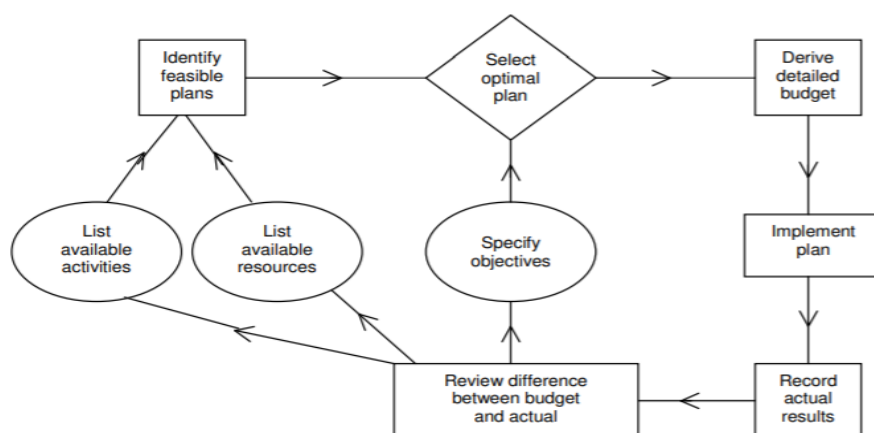 Identify
feasible
plans
Select
optimal
plan
Derive
detailed
budget
List
available
activities
List
available
resources
Specify
objectives
Implement
plan
Review difference
between budget
and actual
Record
actual
results